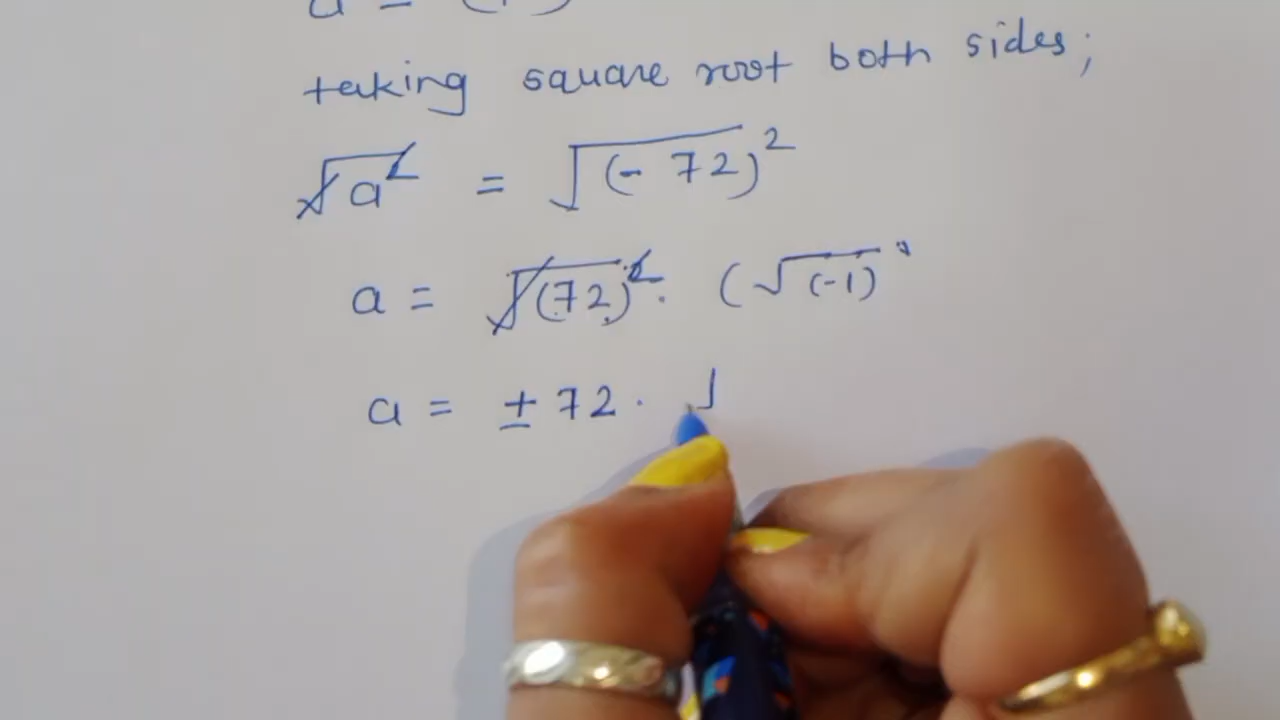 taking square root both sides;
√a² = √(- 72)²
a = √(72)². (√(-1)
a = ± 72 . √